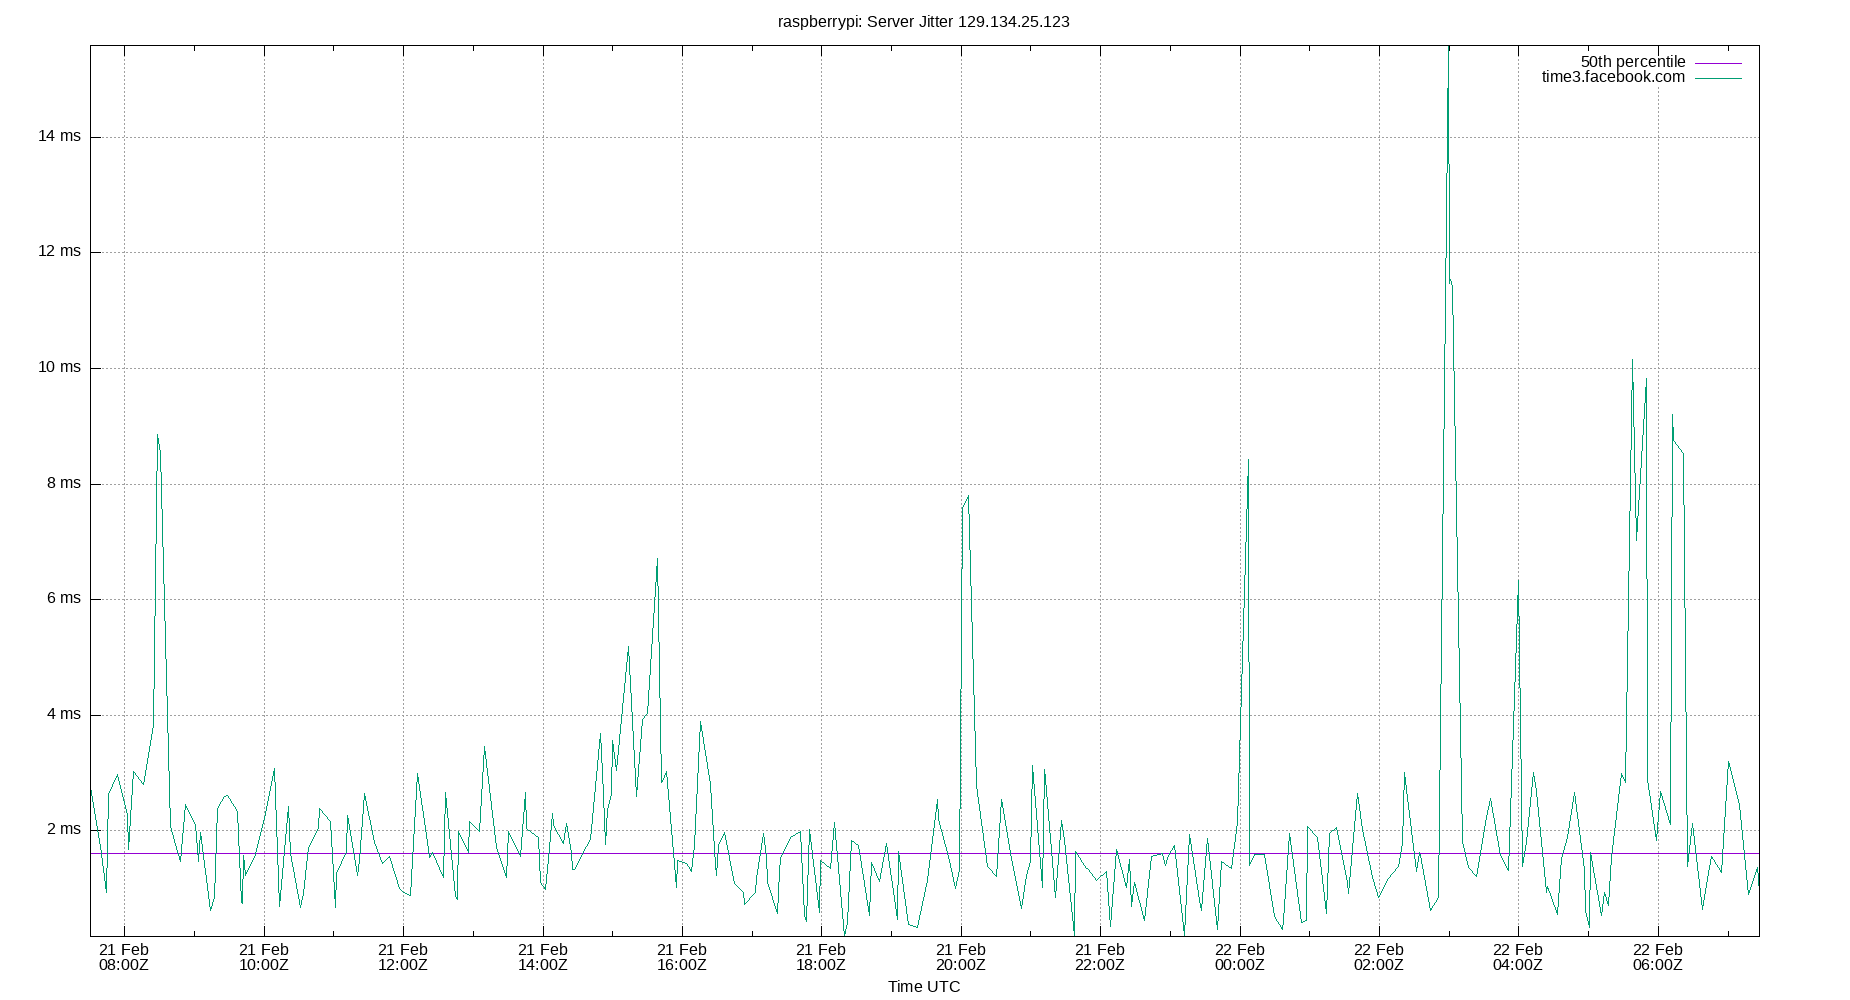 raspberrypi: Server Jitter 129.134.25.123
50th percentile
time3.facebook.com
14 ms
12 ms
10 ms
8 ms
6 ms
4 ms
2 ms
21 Feb 21 Feb 21 Feb 21 Feb 21 Feb 21 Feb 21 Feb 21 Feb 22 Feb 22 Feb 22 Feb 22 Feb
08:00Z 10:00Z 12:00Z 14:00Z 16:00Z 18:00Z 20:00Z 22:00Z 00:00Z 02:00Z 04:00Z 06:00Z
Time UTC